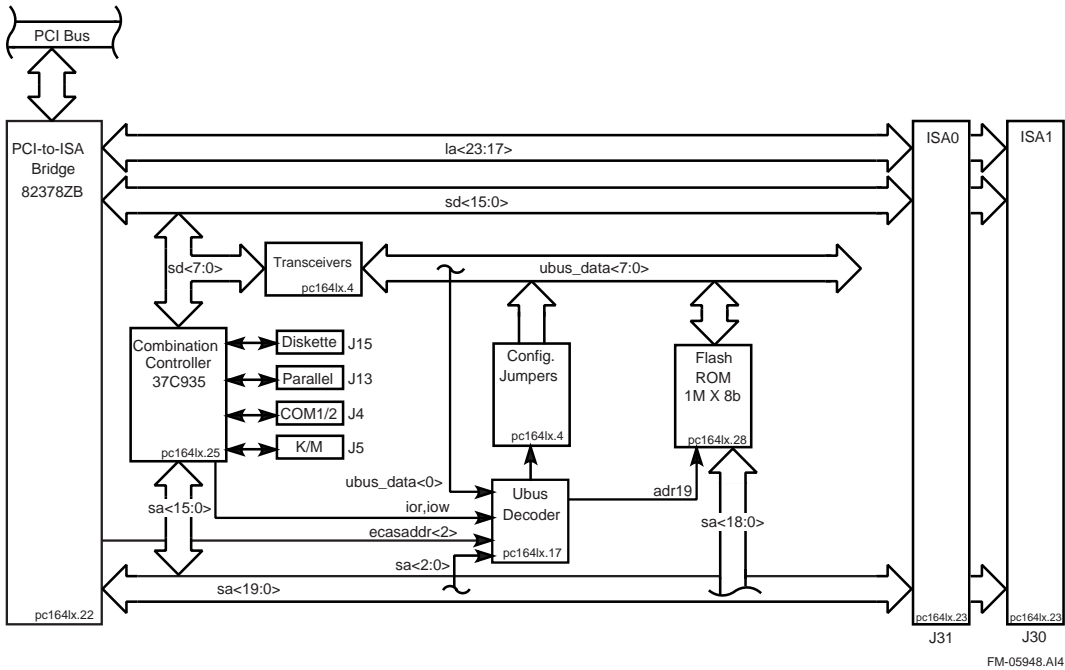 PCI Bus
PCI-to-ISA
Bridge
82378ZB
la<23:17>
ISA0
ISA1
sd<15:0>
sd<7:0>
Transceivers
pc164lx.4
ubus_data<7:0>
Combination
Controller
37C935
pc164lx.25
Diskette
J15
Parallel
J13
COM1/2
J4
K/M
J5
Config.
Jumpers
pc164lx.4
Flash
ROM
1M X 8b
pc164lx.28
ubus_data<0>
Ubus
Decoder
pc164lx.17
adr19
sa<15:0>
ior,iow
ecasaddr<2>
sa<2:0>
sa<18:0>
sa<19:0>
pc164lx.22
pc164lx.23
pc164lx.23
J31
J30
FM-05948.AI4